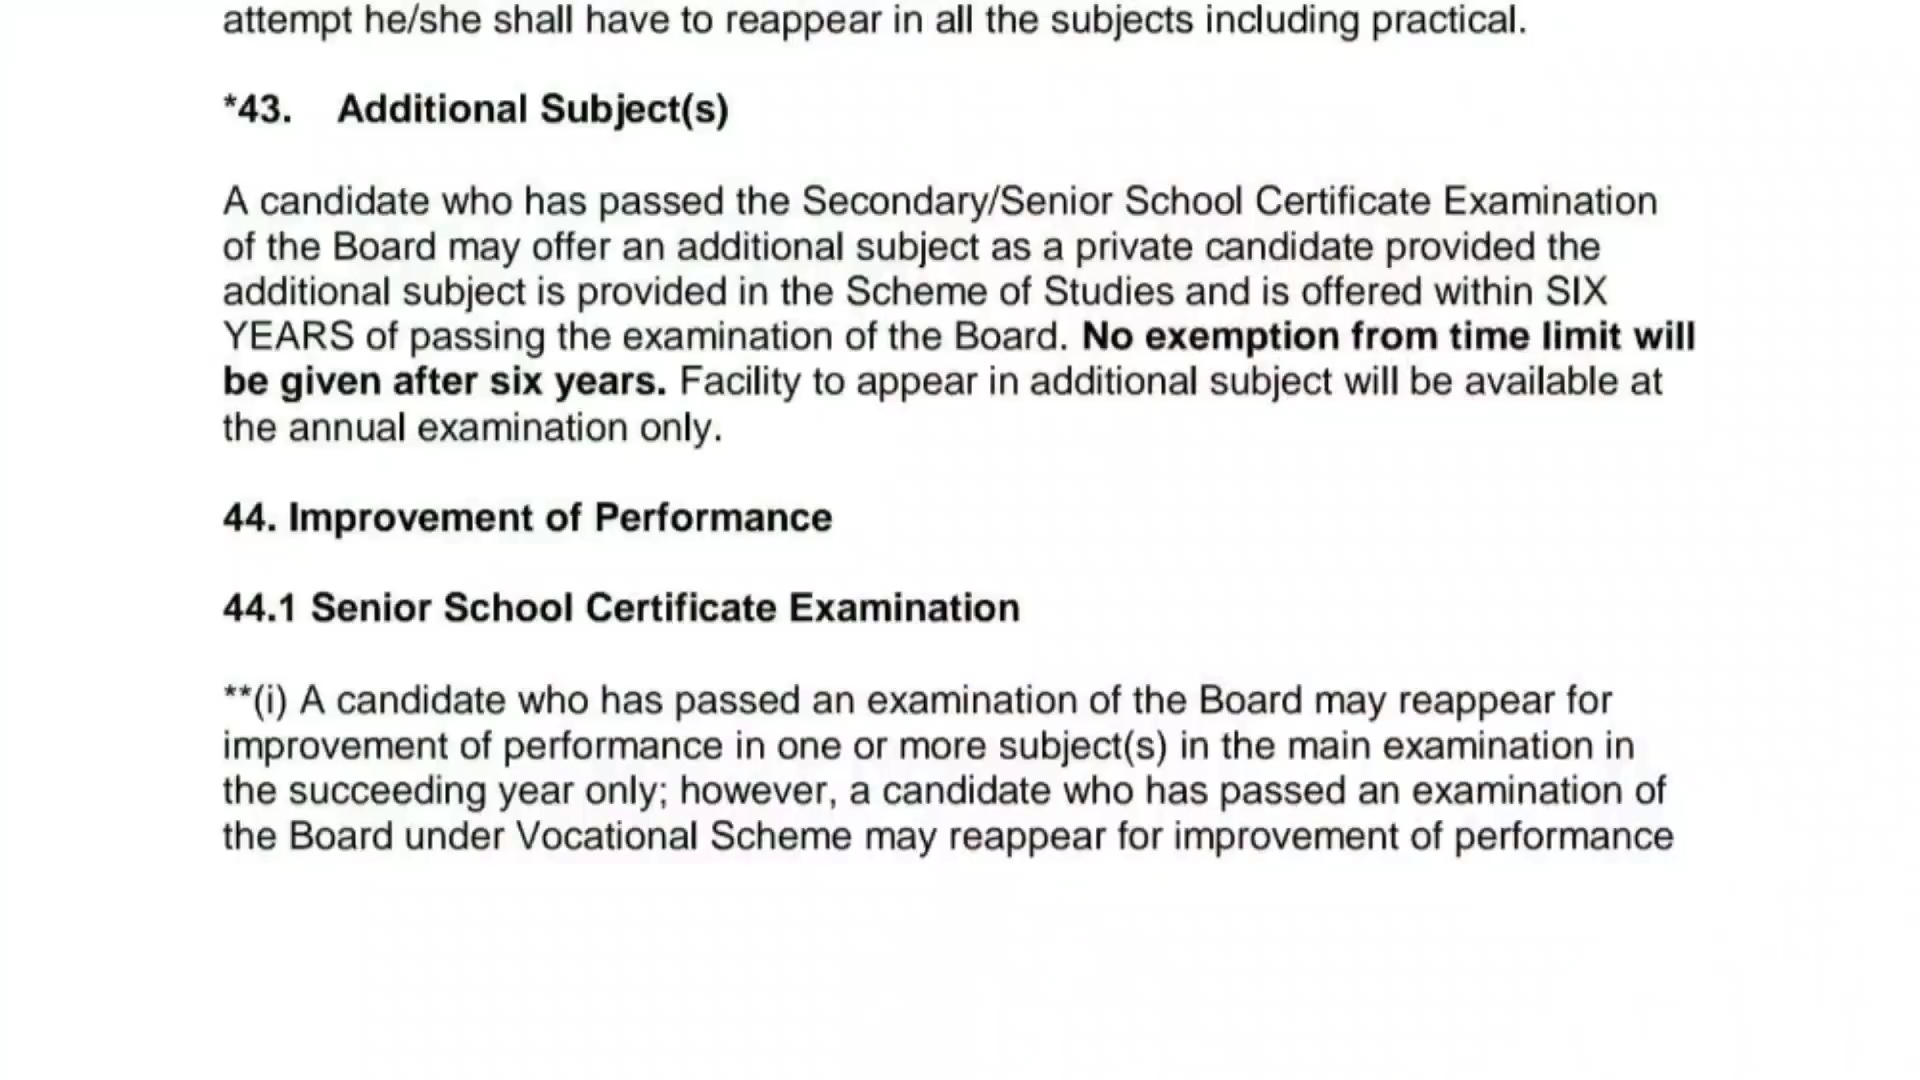 attempt he/she shall have to reappear in all the subjects including practical.
*43. Additional Subject(s)
A candidate who has passed the Secondary/Senior School Certificate Examination
of the Board may offer an additional subject as a private candidate provided the
additional subject is provided in the Scheme of Studies and is offered within SIX
YEARS of passing the examination of the Board. No exemption from time limit will
be given after six years. Facility to appear in additional subject will be available at
the annual examination only.
44. Improvement of Performance
44.1 Senior School Certificate Examination
**(i) A candidate who has passed an examination of the Board may reappear for
improvement of performance in one or more subject(s) in the main examination in
the succeeding year only; however, a candidate who has passed an examination of
the Board under Vocational Scheme may reappear for improvement of performance